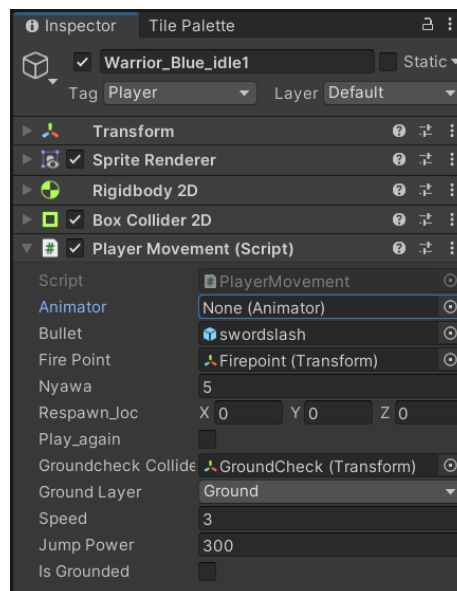 Inspector Tile Palette
Warrior_Blue_idle1 Static
Tag Player Layer Default
Transform
Sprite Renderer
Rigidbody 2D
Box Collider 2D
# Player Movement (Script)
Script # PlayerMovement
Animator None (Animator)
Bullet swordslash
Fire Point Firepoint (Transform)
Nyawa 5
Respawn_loc X 0 Y 0 Z 0
Play_again
Groundcheck Collide GroundCheck (Transform)
Ground Layer Ground
Speed 3
Jump Power 300
Is Grounded